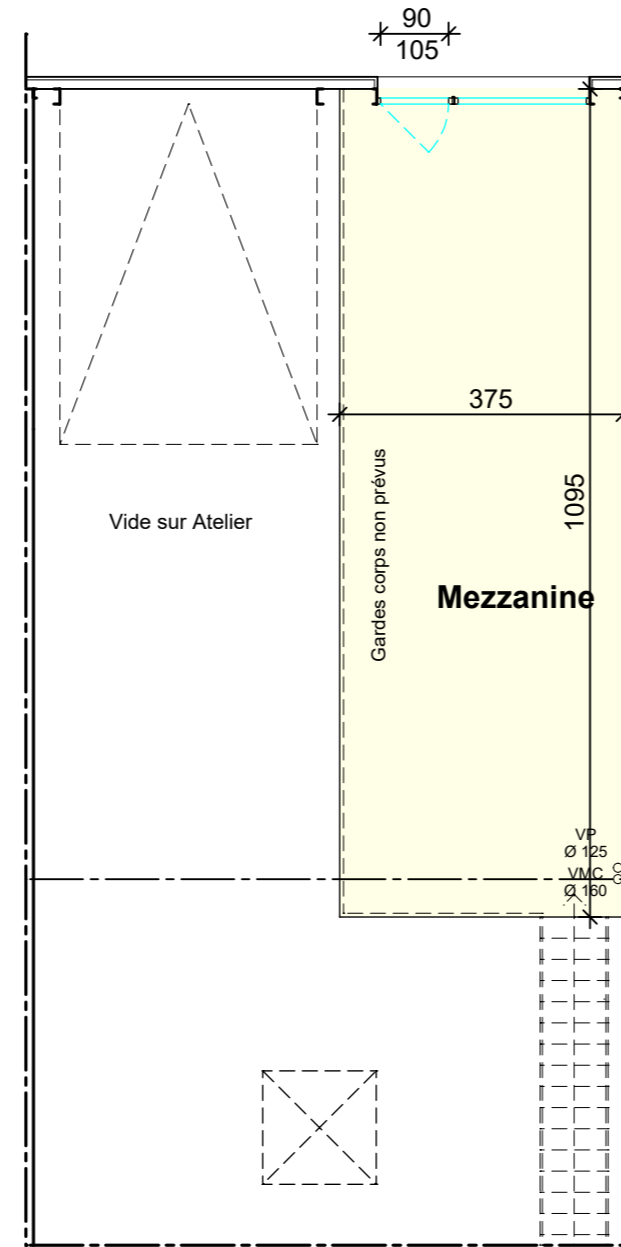 90
105
375
1095
Vide sur Atelier
Gardes corps non prévus
Mezzanine
VP
Ø 125
VMC
Ø 160